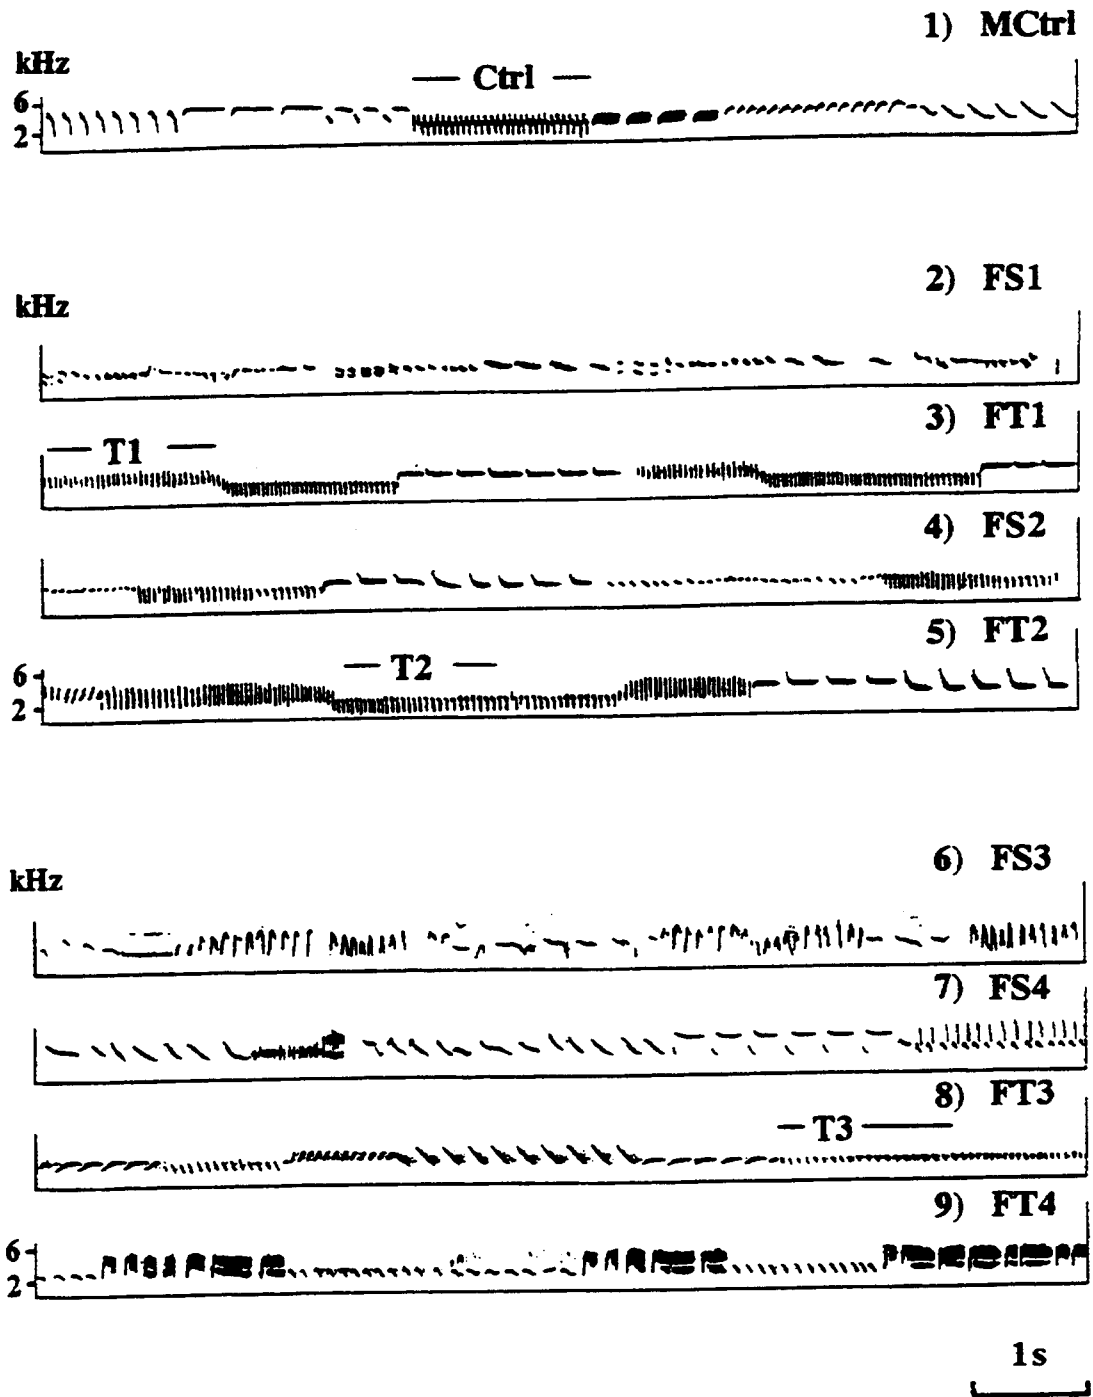 1) MCtrl
kHz
Ctrl
6
2
2) FS1
kHz
3) FT1
T1
4) FS2
5) FT2
6
T2
2
6) FS3
kHz
7) FS4
8) FT3
T3
9) FT4
6
2
1s